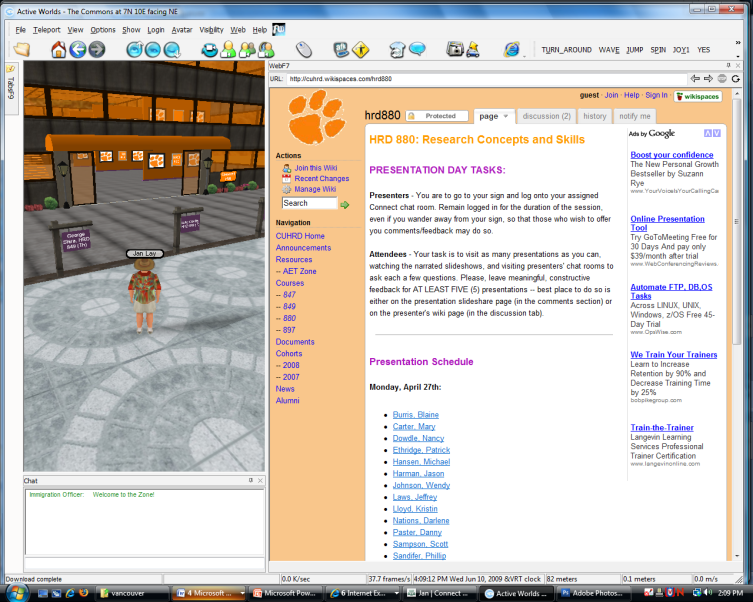 Active Worlds - The Commons at 7N 10E facing NE
File Teleport View Options Show Login Avatar Visibility Web Help
TURN_AROUND WAVE JUMP SPIN JOY1 YES
TabsF9
WebF7
URL: http://cuhrd.wikispaces.com/hrd880
guest · Join · Help · Sign In · wikispaces
hrd880 Protected page discussion (2) history notify me
Actions
Join this Wiki
Recent Changes
Manage Wiki
Search
Navigation
CUHRD Home
Announcements
Resources
-- AET Zone
Courses
-- 847
-- 849
-- 880
-- 897
Documents
Cohorts
-- 2008
-- 2007
News
Alumni
HRD 880: Research Concepts and Skills
PRESENTATION DAY TASKS:
Presenters - You are to go to your sign and log onto your assigned
Connect chat room. Remain logged in for the duration of the session,
even if you wander away from your sign, so that those who wish to offer
you comments/feedback may do so.
Attendees - Your task is to visit as many presentations as you can,
watching the narrated slideshows, and visiting presenters' chat rooms to
ask each a few questions. Please, leave meaningful, constructive
feedback for AT LEAST FIVE (5) presentations -- best place to do so is
either on the presentation slideshare page (in the comments section) or
on the presenter's wiki page (in the discussion tab).
Presentation Schedule
Monday, April 27th:
Burris, Blaine
Carter, Mary
Dowdle, Nancy
Ethridge, Patrick
Hansen, Michael
Harman, Jason
Johnson, Wendy
Laws, Jeffrey
Lloyd, Kristin
Nations, Darlene
Paster, Danny
Sampson, Scott
Sandifer, Phillip
Ads by Google
Boost your confidence
The New Personal Growth
Bestseller by Suzann
Rye
www.YourVoiceIsYourCallingCa
Online Presentation
Tool
Try GoToMeeting Free for
30 Days And pay only
$39/month after trial
www.WebConferencingReviews.
Automate FTP, DB,OS
Tasks
Across LINUX, UNIX,
Windows, z/OS Free 45-
Day Trial
www.OpsWise.com
We Train Your Trainers
Learn to Increase
Retention by 90% and
Decrease Training Time
by 25%
bobpikegroup.com
Train-the-Trainer
Langevin Learning
Services Professional
Trainer Certification
www.langevinonline.com
Jan Lay
Chat
Immigration Officer: Welcome to the Zone!
Download complete 0.0 K/sec 37.7 frames/s 4:09:12 PM Wed Jun 10, 2009 &VRT clock 82 meters 0.1 meters 0.0 m/s
vancouver 4 Microsoft ... Microsoft Pow... 6 Internet Ex... Jan | Connect ... Active Worlds ... Adobe Photos... 2:09 PM